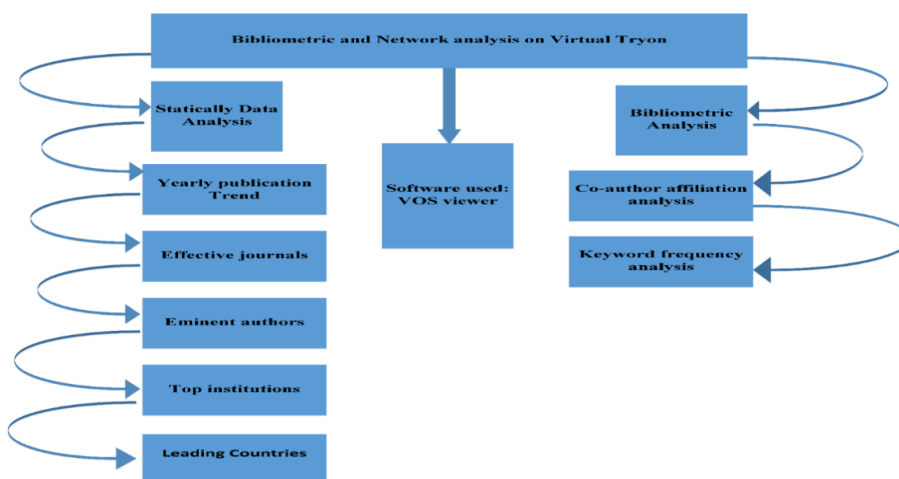 Bibliometric and Network analysis on Virtual Tryon
Statically Data
Analysis
Yearly publication
Trend
Effective journals
Eminent authors
Top institutions
Leading Countries
Software used:
VOS viewer
Bibliometric
Analysis
Co-author affiliation
analysis
Keyword frequency
analysis